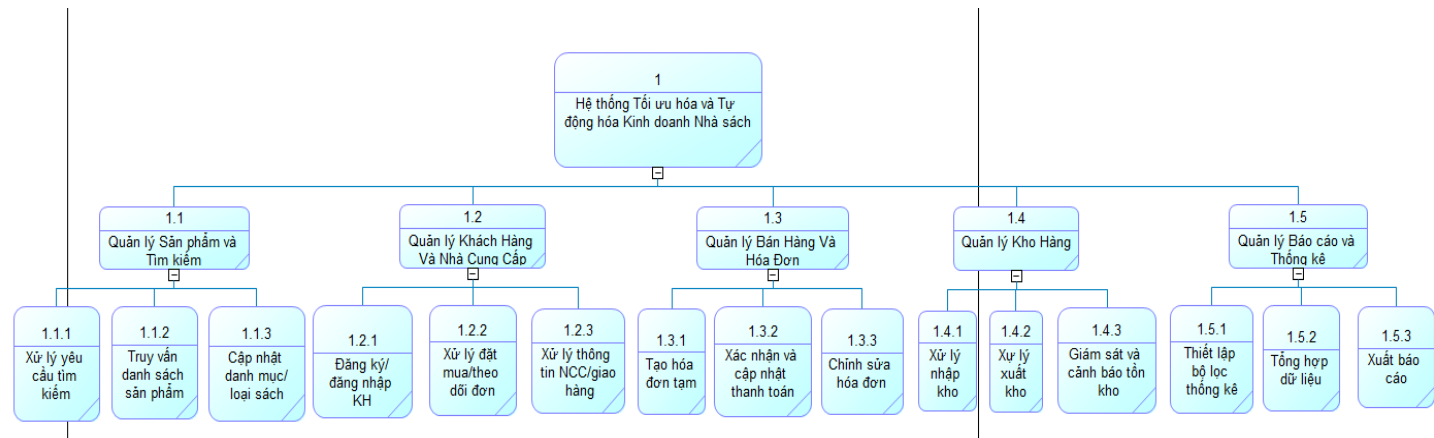 1
Hệ thống Tối ưu hóa và Tự
động hóa Kinh doanh Nhà sách
1.1
Quản lý Sản phẩm và
Tìm kiếm
1.2
Quản lý Khách Hàng
Và Nhà Cung Cấp
1.3
Quản lý Bán Hàng Và
Hóa Đơn
1.4
Quản lý Kho Hàng
1.5
Quản lý Báo cáo và
Thống kê
1.1.1
Xử lý yêu
cầu tìm
kiếm
1.1.2
Truy vấn
danh sách
sản phẩm
1.1.3
Cập nhật
danh mục/
loại sách
1.2.1
Đăng ký/
đăng nhập
KH
1.2.2
Xử lý đặt
mua/theo
dõi đơn
1.2.3
Xử lý thông
tin NCC/giao
hàng
1.3.1
Tạo hóa
đơn tạm
1.3.2
Xác nhận và
cập nhật
thanh toán
1.3.3
Chỉnh sửa
hóa đơn
1.4.1
Xử lý
nhập
kho
1.4.2
Xự lý
xuất
kho
1.4.3
Giám sát và
cảnh báo tồn
kho
1.5.1
Thiết lập
bộ lọc
thống kê
1.5.2
Tổng hợp
dữ liệu
1.5.3
Xuất báo
cáo